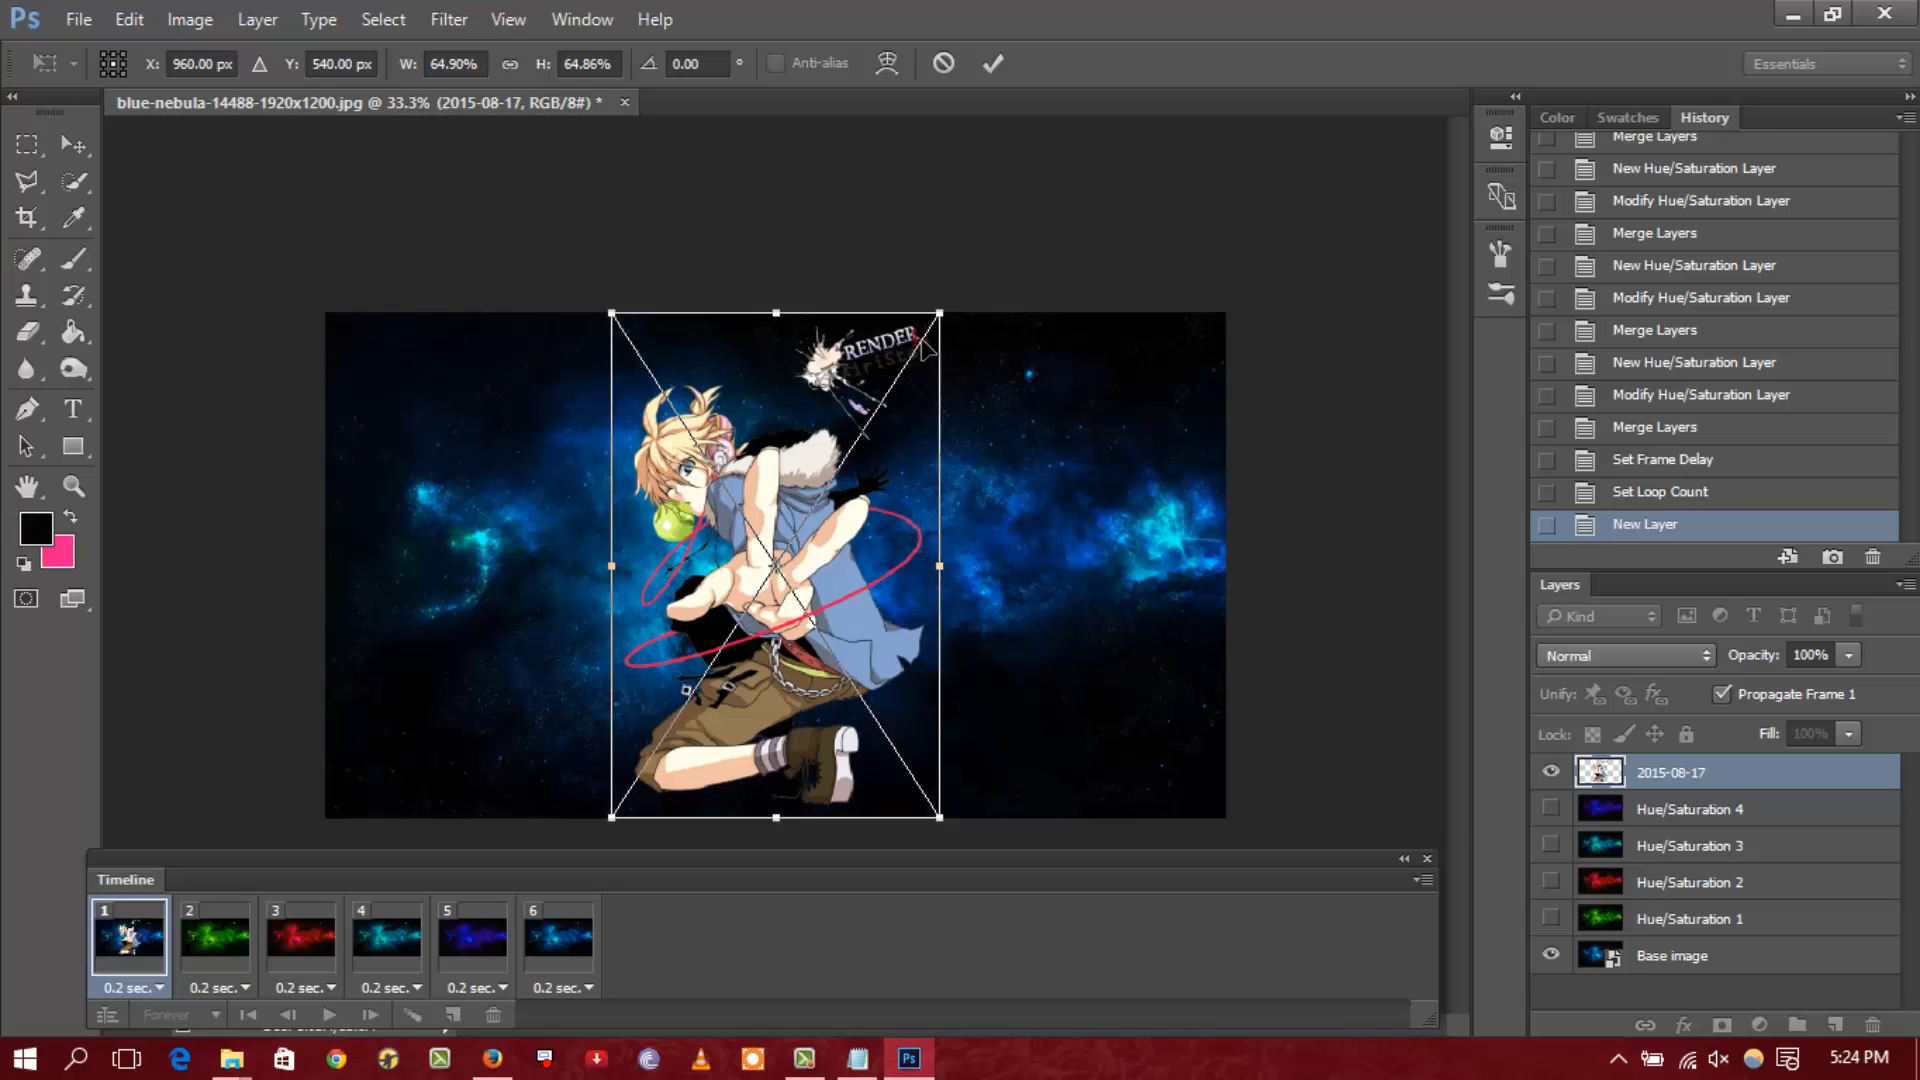 Ps File Edit Image Layer Type Select Filter View Window Help
X: 960.00 px Y: 540.00 px W: 64.90% H: 64.86% 0.00 ° Anti-alias Essentials
blue-nebula-14488-1920x1200.jpg @ 33.3% (2015-08-17, RGB/8#) *
Color Swatches History
Merge Layers
New Hue/Saturation Layer
Modify Hue/Saturation Layer
Merge Layers
New Hue/Saturation Layer
Modify Hue/Saturation Layer
Merge Layers
New Hue/Saturation Layer
Modify Hue/Saturation Layer
Merge Layers
Set Frame Delay
Set Loop Count
New Layer
RENDER
Layers
Kind
Normal Opacity: 100%
Unify: Propagate Frame 1
Lock: Fill: 100%
2015-08-17
Hue/Saturation 4
Hue/Saturation 3
Hue/Saturation 2
Hue/Saturation 1
Base image
Timeline
1 2 3 4 5 6
0.2 sec. 0.2 sec. 0.2 sec. 0.2 sec. 0.2 sec. 0.2 sec.
Forever
T
Ps
5:24 PM